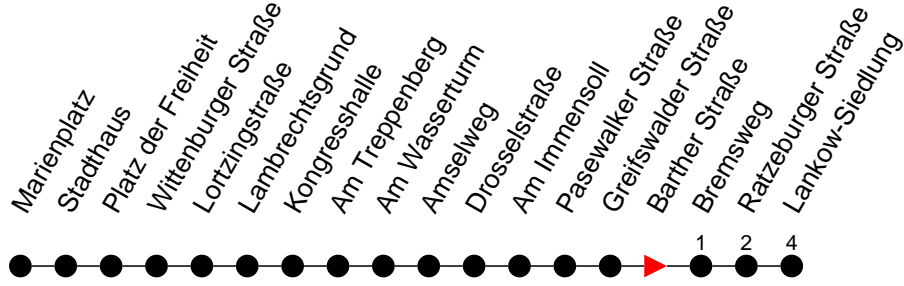 Marienplatz
Stadthaus
Platz der Freiheit
Wittenburger Straße
Lortzingstraße
Lambrechtsgrund
Kongresshalle
Am Treppenberg
Am Wasserturm
Amselweg
Drosselstraße
Am Immensoll
Pasewalker Straße
Greifswalder Straße
Barther Straße
Bremsweg
Ratzeburger Straße
Lankow-Siedlung
1 2 4